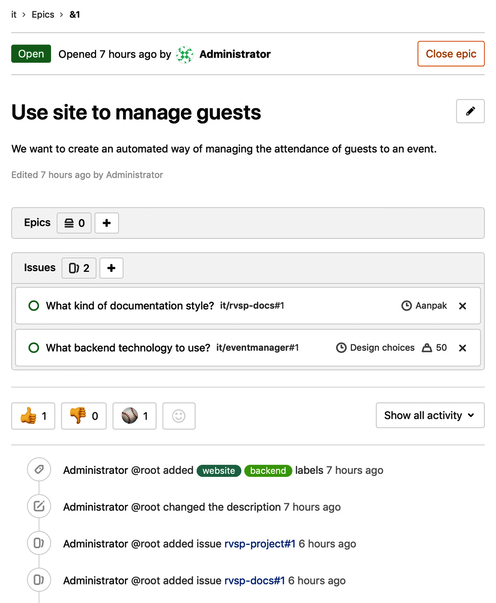 it > Epics > &1
Open Opened 7 hours ago by Administrator Close epic
Use site to manage guests
We want to create an automated way of managing the attendance of guests to an event.
Edited 7 hours ago by Administrator
Epics 0 +
Issues 2 +
What kind of documentation style? it/rvsp-docs#1 Aanpak ×
What backend technology to use? it/eventmanager#1 Design choices 50 ×
1 0 1 Show all activity
Administrator @root added website backend labels 7 hours ago
Administrator @root changed the description 7 hours ago
Administrator @root added issue rvsp-project#1 6 hours ago
Administrator @root added issue rvsp-docs#1 6 hours ago